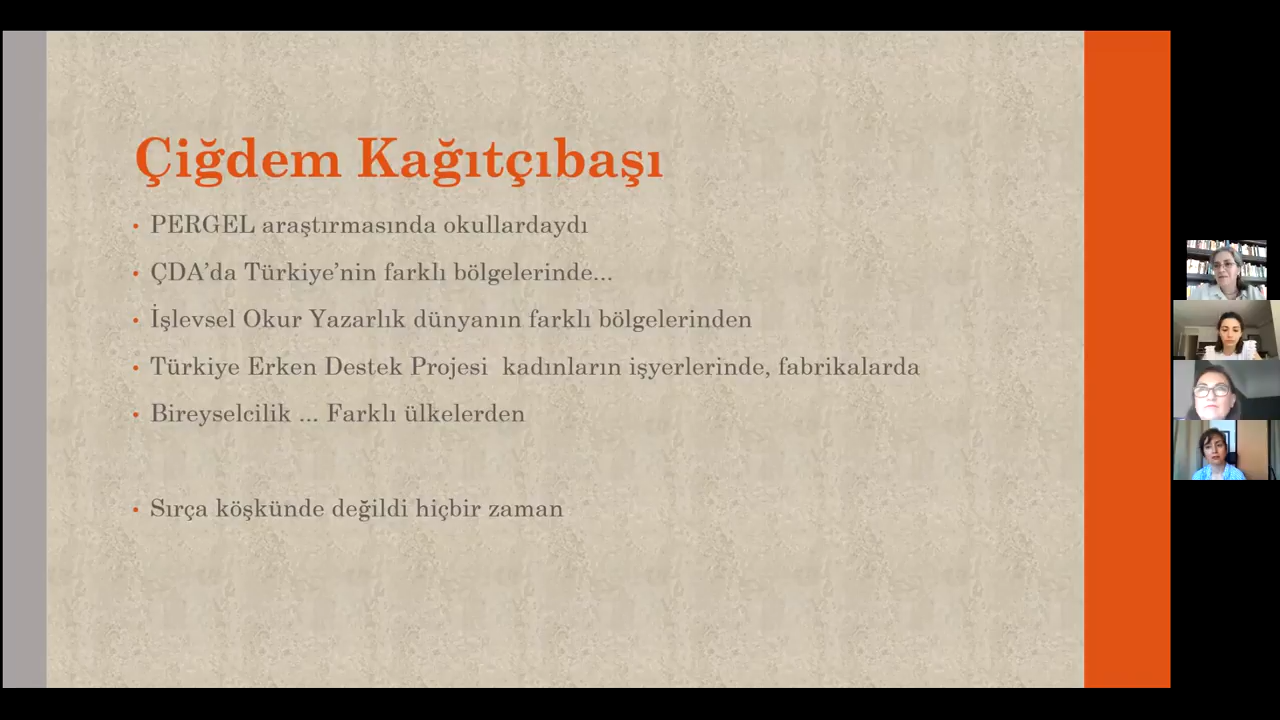 Çiğdem Kağıtçıbaşı
• PERGEL araştırmasında okullardaydı
• ÇDA’da Türkiye’nin farklı bölgelerinde...
• İşlevsel Okur Yazarlık dünyanın farklı bölgelerinden
• Türkiye Erken Destek Projesi  kadınların işyerlerinde, fabrikalarda
• Bireyselcilik ... Farklı ülkelerden
• Sırça köşkünde değildi hiçbir zaman